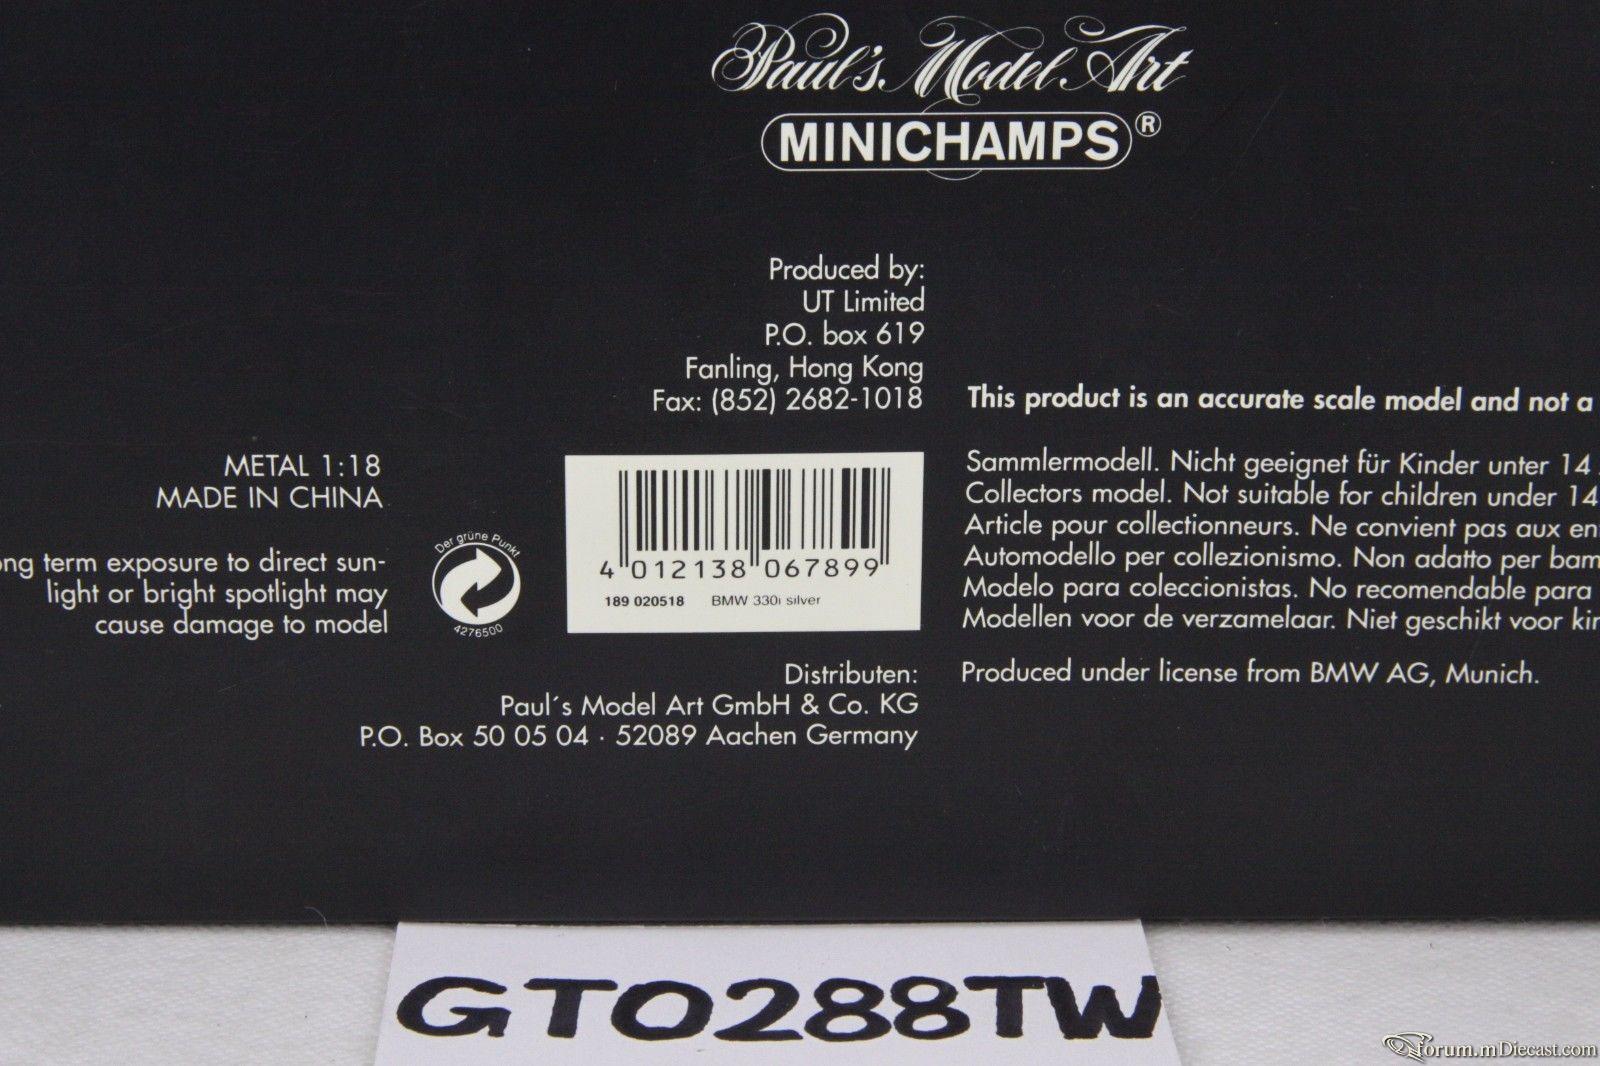 Paul's Model Art
MINICHAMPS®
Produced by:
UT Limited
P.O. box 619
Fanling, Hong Kong
Fax: (852) 2682-1018
METAL 1:18
MADE IN CHINA
ng term exposure to direct sun-
light or bright spotlight may
cause damage to model
Der grüne Punkt
4276500
4 012138 067899
189 020518 BMW 330i silver
Distributen:
Paul´s Model Art GmbH & Co. KG
P.O. Box 50 05 04 · 52089 Aachen Germany
This product is an accurate scale model and not a
Sammlermodell. Nicht geeignet für Kinder unter 14
Collectors model. Not suitable for children under 14
Article pour collectionneurs. Ne convient pas aux en
Automodello per collezionismo. Non adatto per bam
Modelo para coleccionistas. No recomendable para
Modellen voor de verzamelaar. Niet geschikt voor kin
Produced under license from BMW AG, Munich.
GTO288TW
forum.mDiecast.com